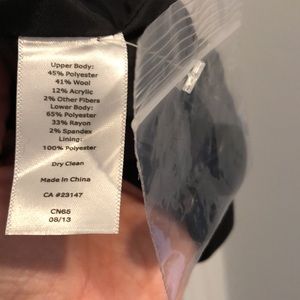 Upper Body:
45% Polyester
41% Wool
12% Acrylic
2% Other Fibers
Lower Body:
65% Polyester
33% Rayon
2% Spandex
Lining:
100% Polyester
Dry Clean
Made In China
CA #23147
CN65
08/13